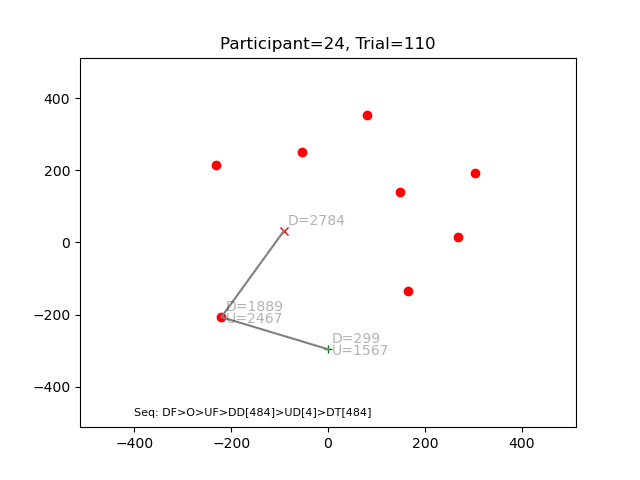 Participant=24, Trial=110
400
200
0
−200
−400
D=2784
D=1889
U=2467
D=299
U=1567
Seq: DF>O>UF>DD[484]>UD[4]>DT[484]
−400
−200
0
200
400